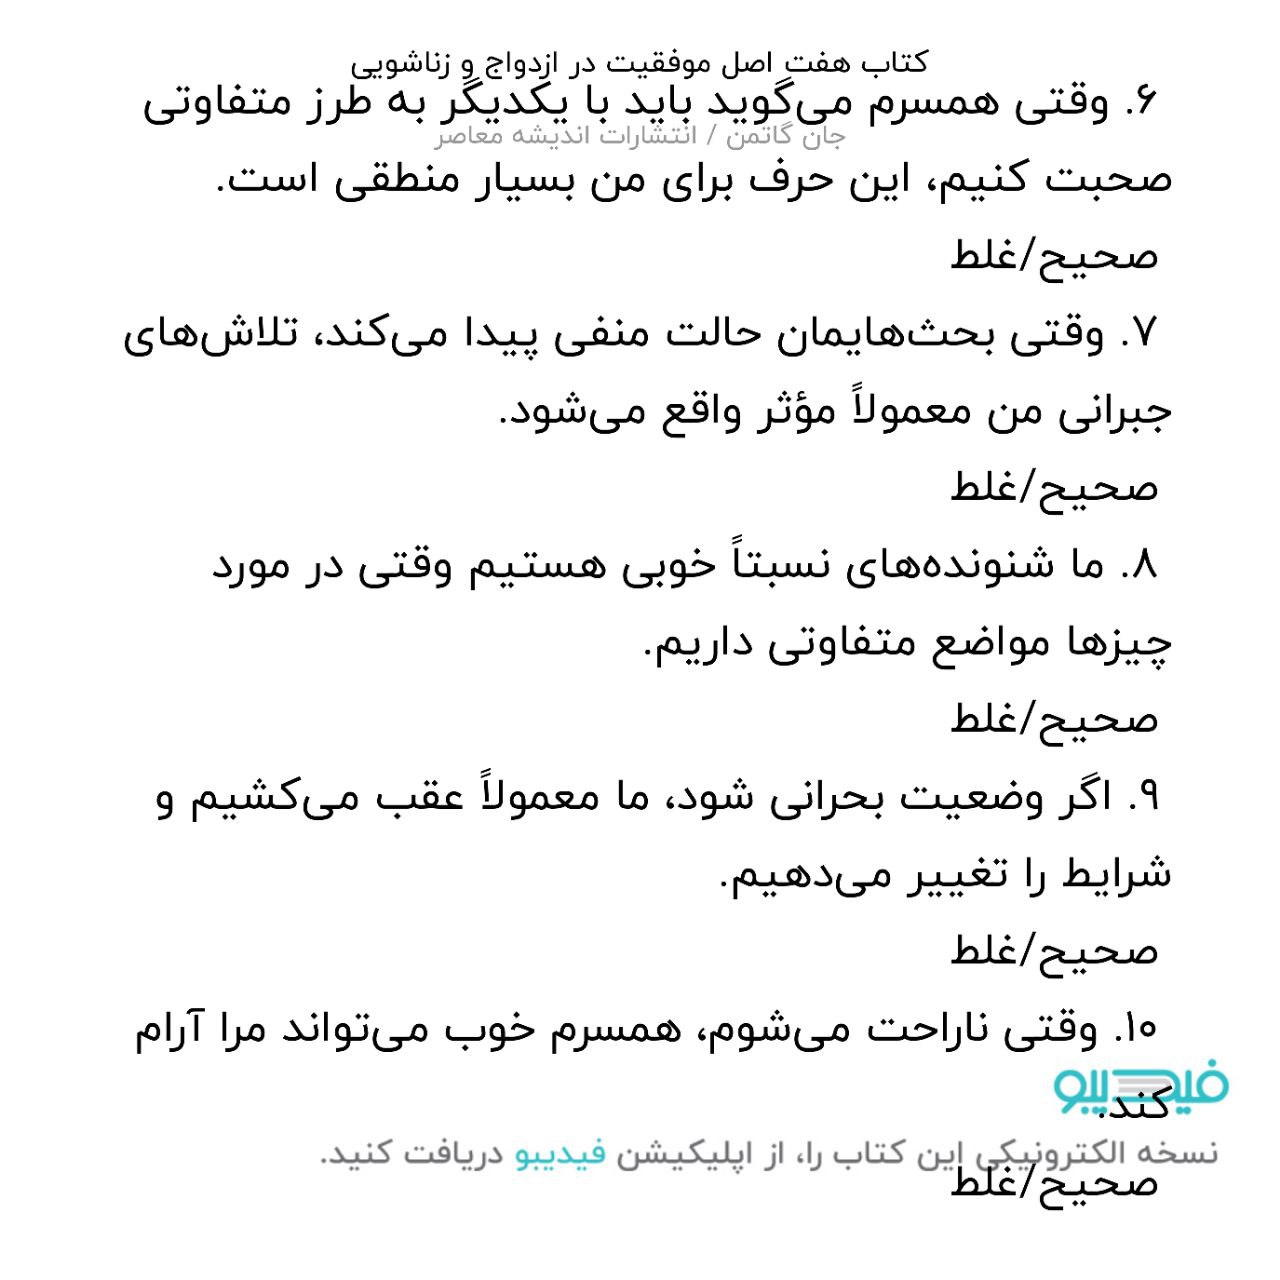 کتاب هفت اصل موفقیت در ازدواج و زناشویی
۶. وقتی همسرم می‌گوید باید با یکدیگر به طرز متفاوتی
جان گاتمن / انتشارات اندیشه معاصر
صحبت کنیم، این حرف برای من بسیار منطقی است.
صحیح/غلط
۷. وقتی بحث‌هایمان حالت منفی پیدا می‌کند، تلاش‌های
جبرانی من معمولاً مؤثر واقع می‌شود.
صحیح/غلط
۸. ما شنونده‌های نسبتاً خوبی هستیم وقتی در مورد
چیزها مواضع متفاوتی داریم.
صحیح/غلط
۹. اگر وضعیت بحرانی شود، ما معمولاً عقب می‌کشیم و
شرایط را تغییر می‌دهیم.
صحیح/غلط
۱۰. وقتی ناراحت می‌شوم، همسرم خوب می‌تواند مرا آرام
فیدیبو
کند.
نسخه الکترونیکی این کتاب را، از اپلیکیشن فیدیبو دریافت کنید.
صحیح/غلط